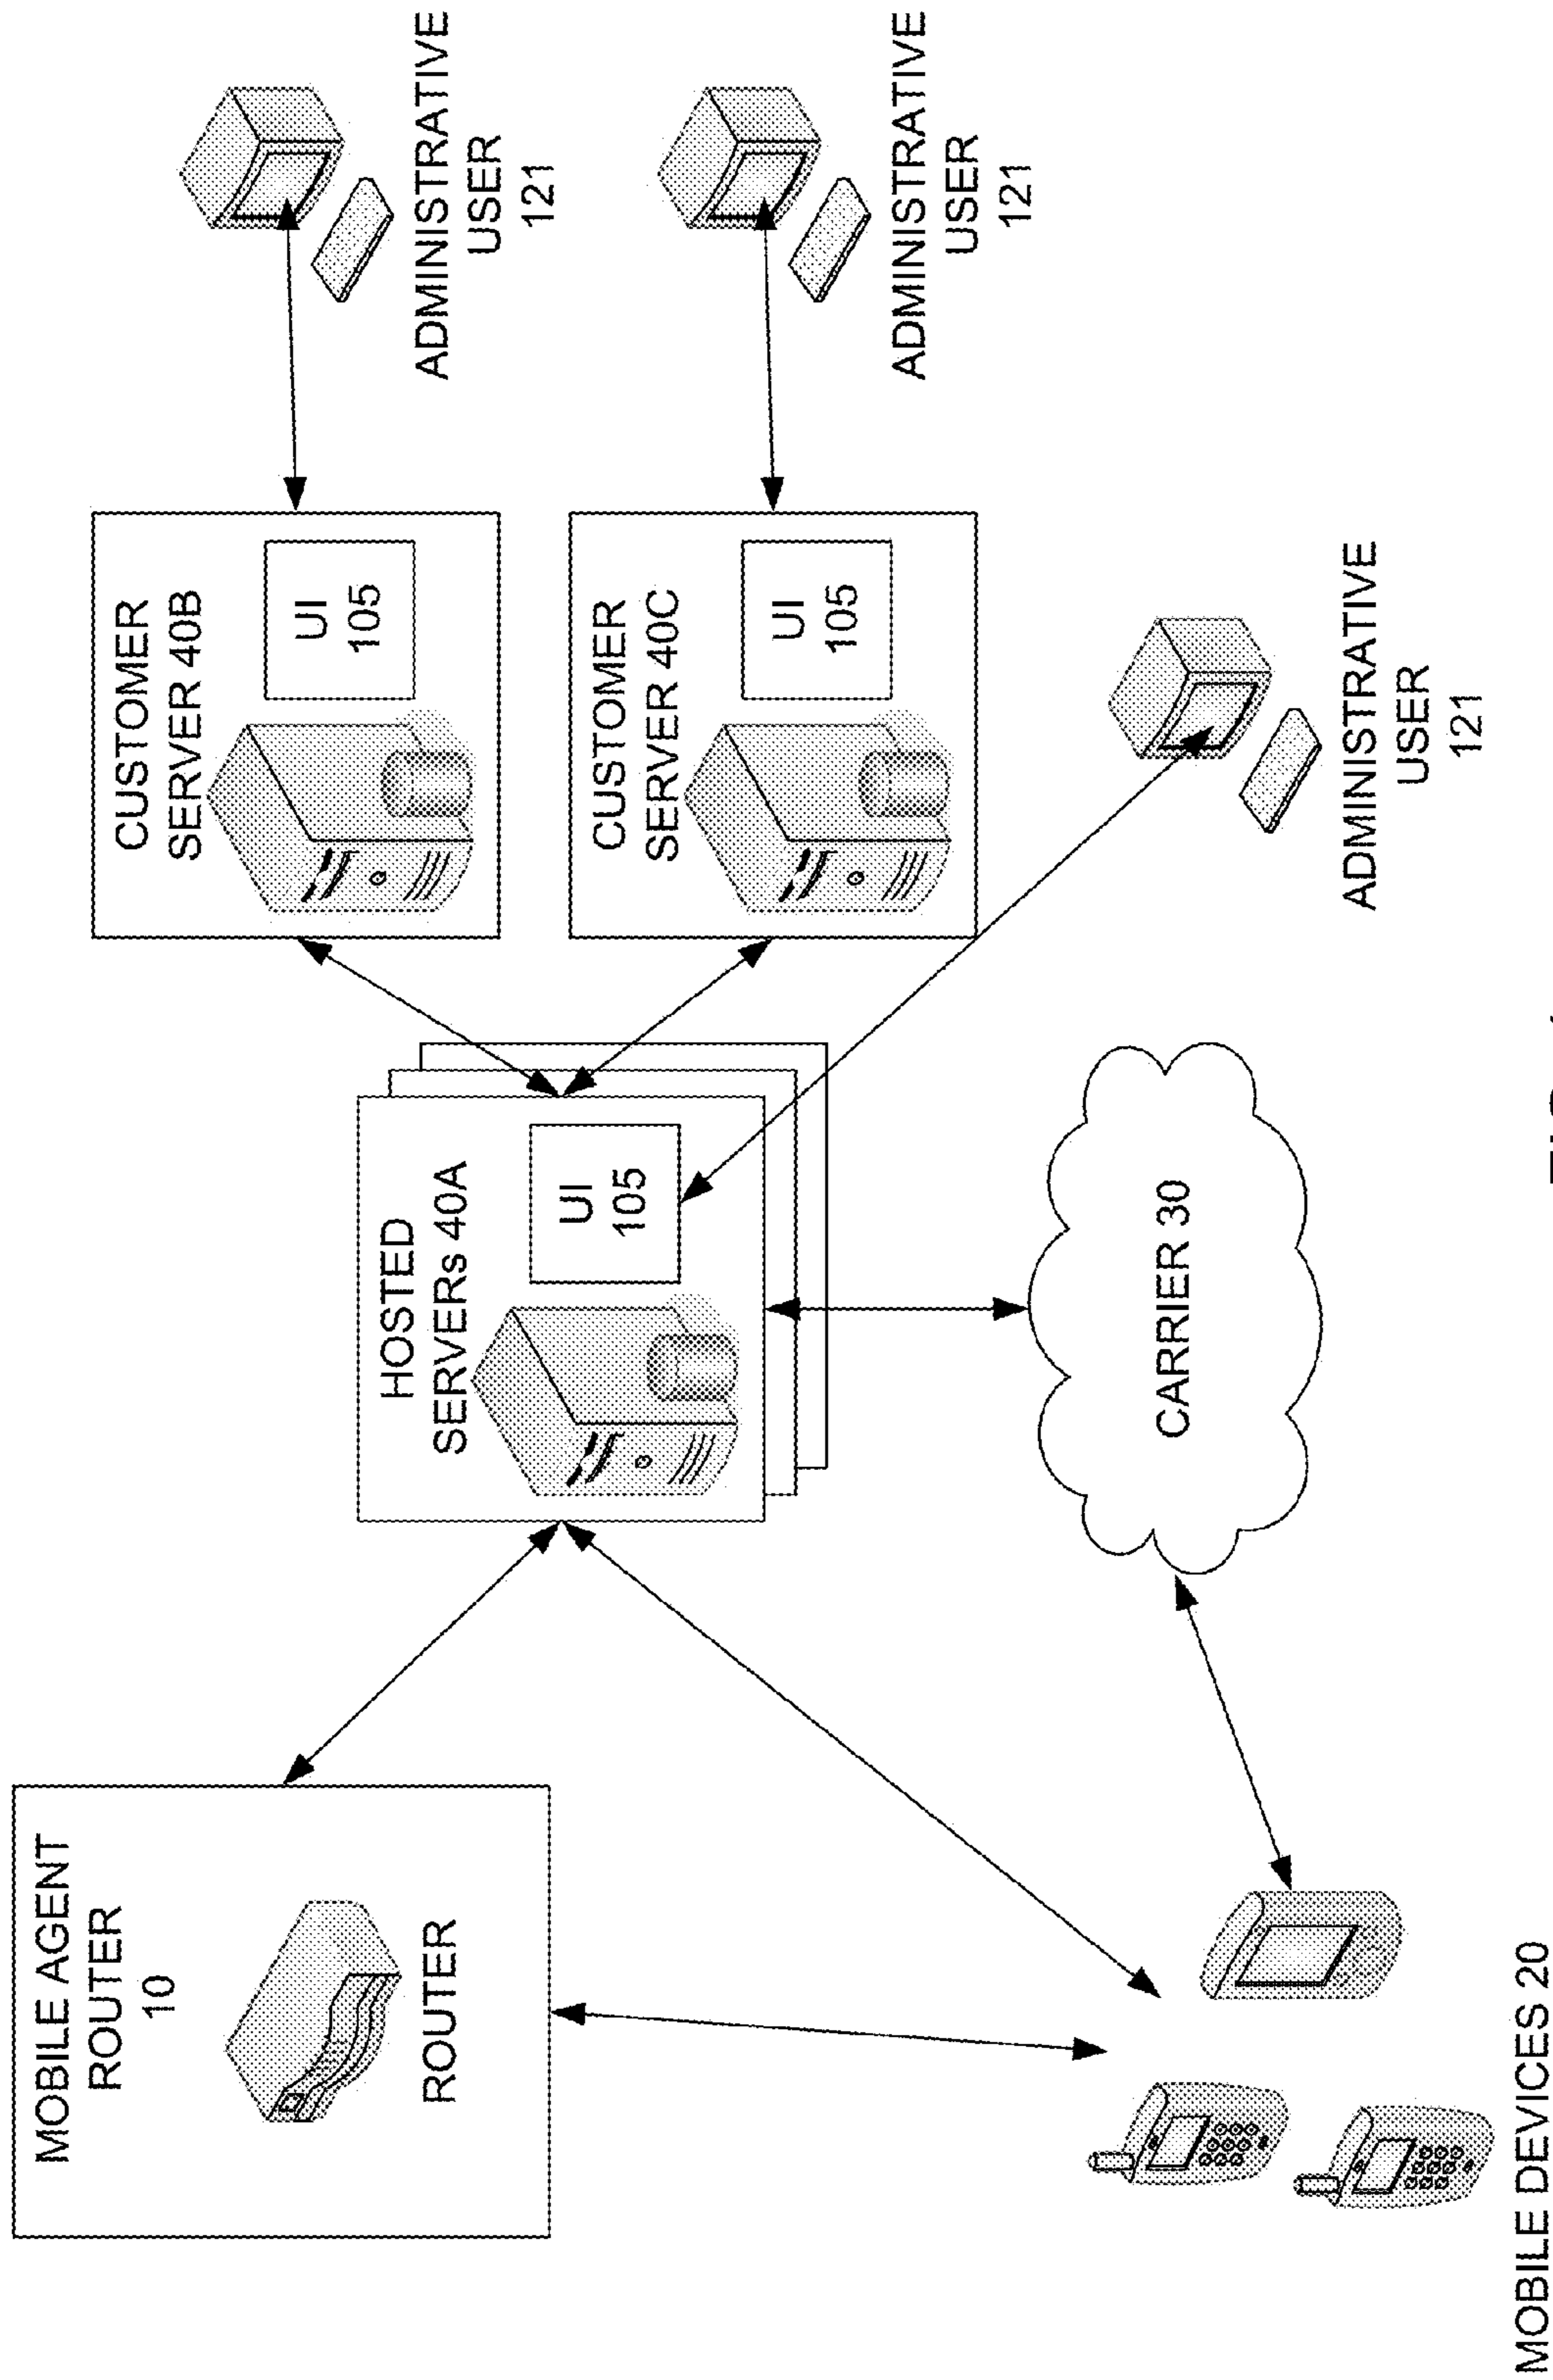 MOBILE AGENT
ROUTER
10
ROUTER
MOBILE DEVICES 20
HOSTED
SERVERs 40A
UI
105
CARRIER 30
CUSTOMER
SERVER 40B
UI
105
CUSTOMER
SERVER 40C
UI
105
ADMINISTRATIVE
USER
121
ADMINISTRATIVE
USER
121
ADMINISTRATIVE
USER
121